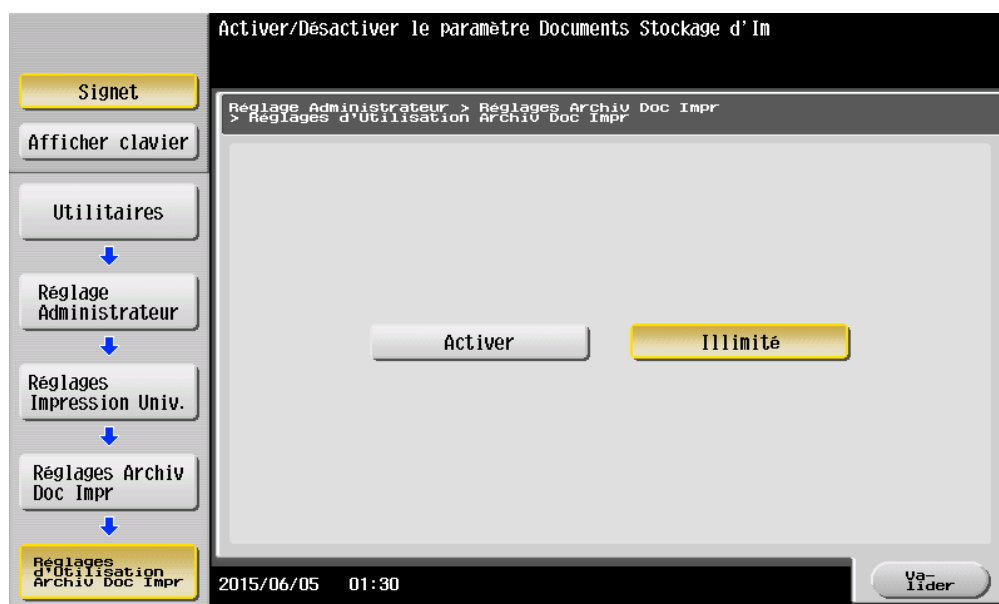 Activer/Désactiver le paramètre Documents Stockage d'Im
Signet
Afficher clavier
Réglage Administrateur > Réglages Archiv Doc Impr
> Réglages d'Utilisation Archiv Doc Impr
Utilitaires
Réglage
Administrateur
Réglages
Impression Univ.
Réglages Archiv
Doc Impr
Réglages
d'Utilisation
Archiv Doc Impr
Activer
Illimité
2015/06/05 01:30
Va-
lider